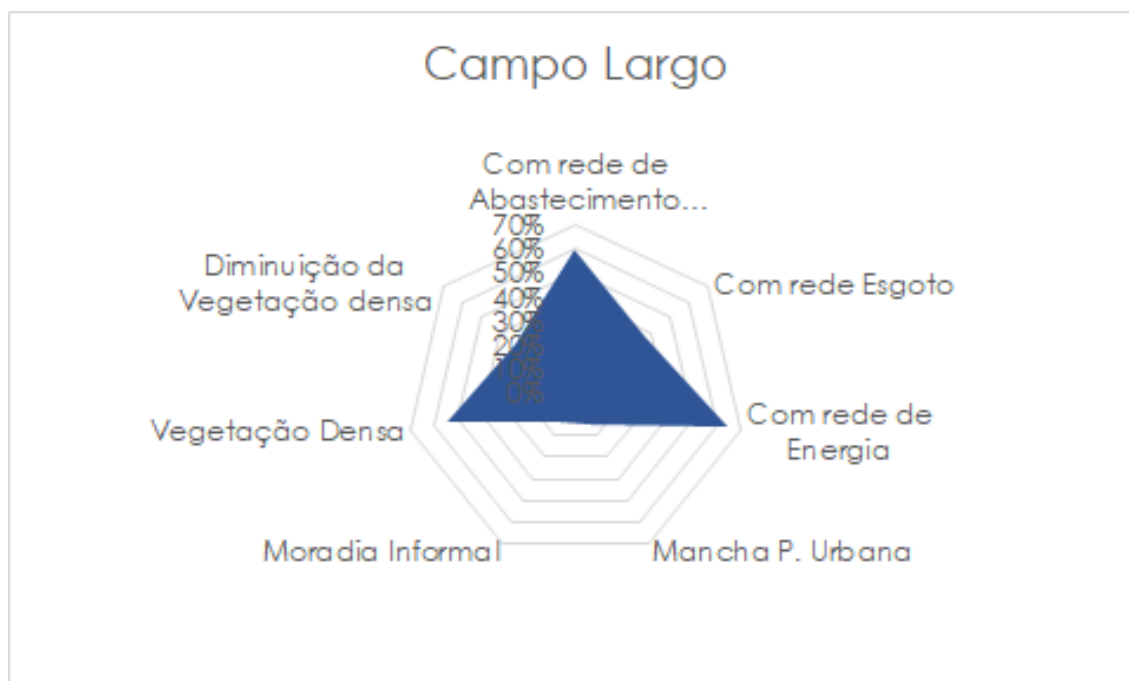 Campo Largo
Com rede de
Abastecimento...
70%
60%
50%
40%
30%
20%
10%
0%
Com rede Esgoto
Com rede de
Energia
Mancha P. Urbana
Moradia Informal
Vegetação Densa
Diminuição da
Vegetação densa